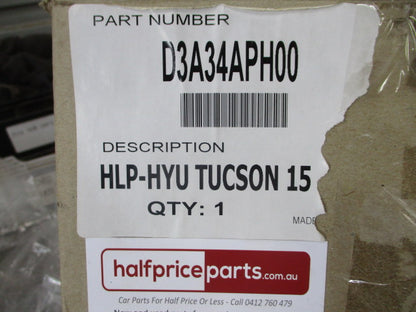 PART NUMBER
D3A34APH00
DESCRIPTION
HLP-HYU TUCSON 15
QTY: 1
MADE
halfpriceparts.com.au
Car Parts For Half Price Or Less - Call 0412 760 479